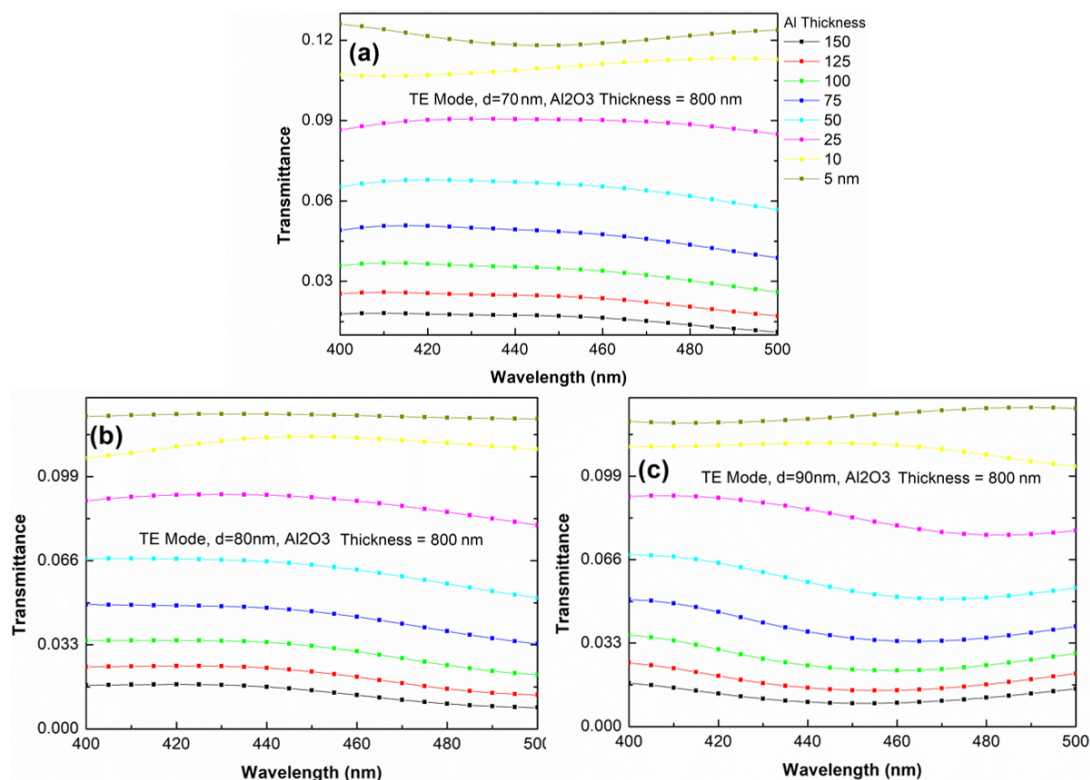 (a)
Al Thickness
150
125
100
75
50
25
10
5 nm
TE Mode, d=70 nm, Al2O3 Thickness = 800 nm
Transmittance
0.12
0.09
0.06
0.03
400 420 440 460 480 500
Wavelength (nm)
(b)
TE Mode, d=80nm, Al2O3 Thickness = 800 nm
Transmittance
0.099
0.066
0.033
0.000
400 420 440 460 480 500
Wavelength (nm)
(c)
TE Mode, d=90nm, Al2O3 Thickness = 800 nm
Transmittance
0.099
0.066
0.033
0.000
400 420 440 460 480 500
Wavelength (nm)